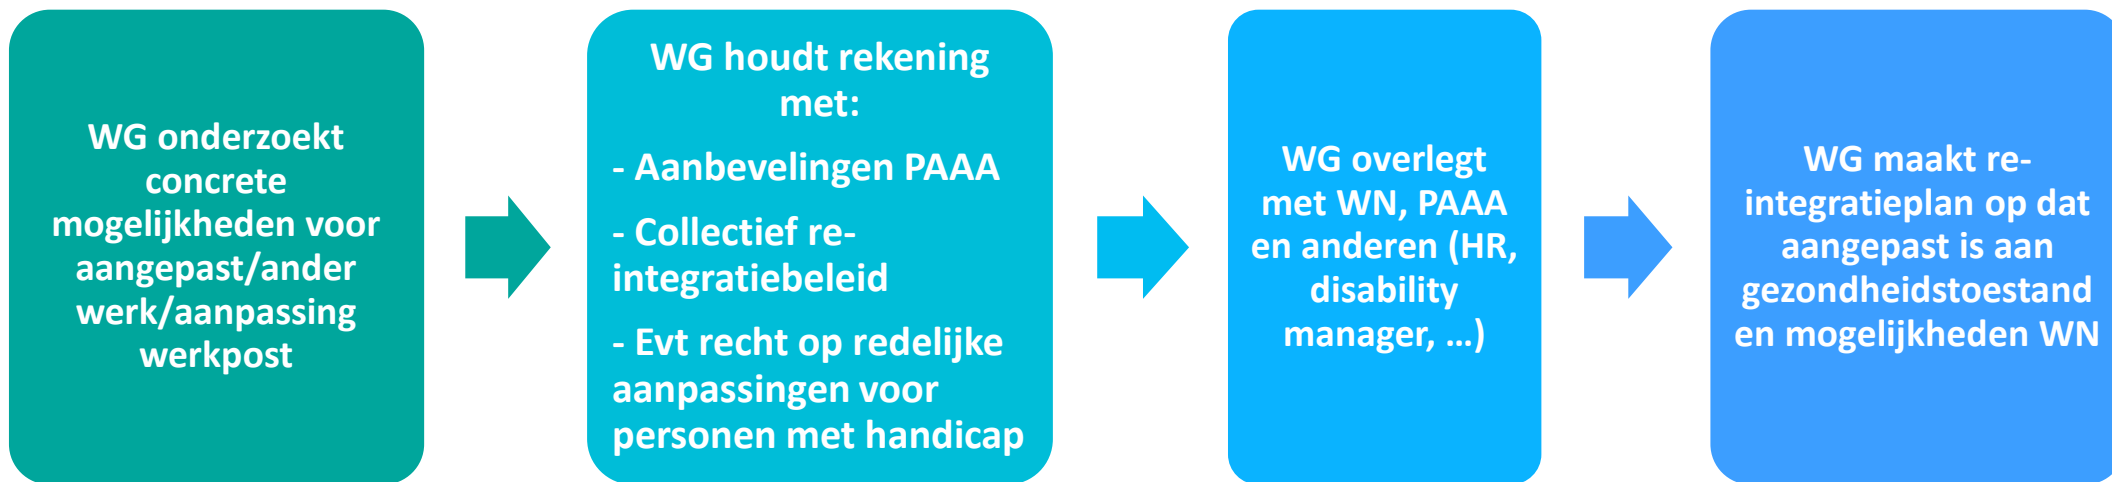 WG onderzoekt
concrete
mogelijkheden voor
aangepast/ander
werk/aanpassing
werkpost
WG houdt rekening
met:
- Aanbevelingen PAAA
- Collectief re-
integratiebeleid
- Evt recht op redelijke
aanpassingen voor
personen met handicap
WG overlegt
met WN, PAAA
en anderen (HR,
disability
manager, …)
WG maakt re-
integratieplan op dat
aangepast is aan
gezondheidstoestand
en mogelijkheden WN